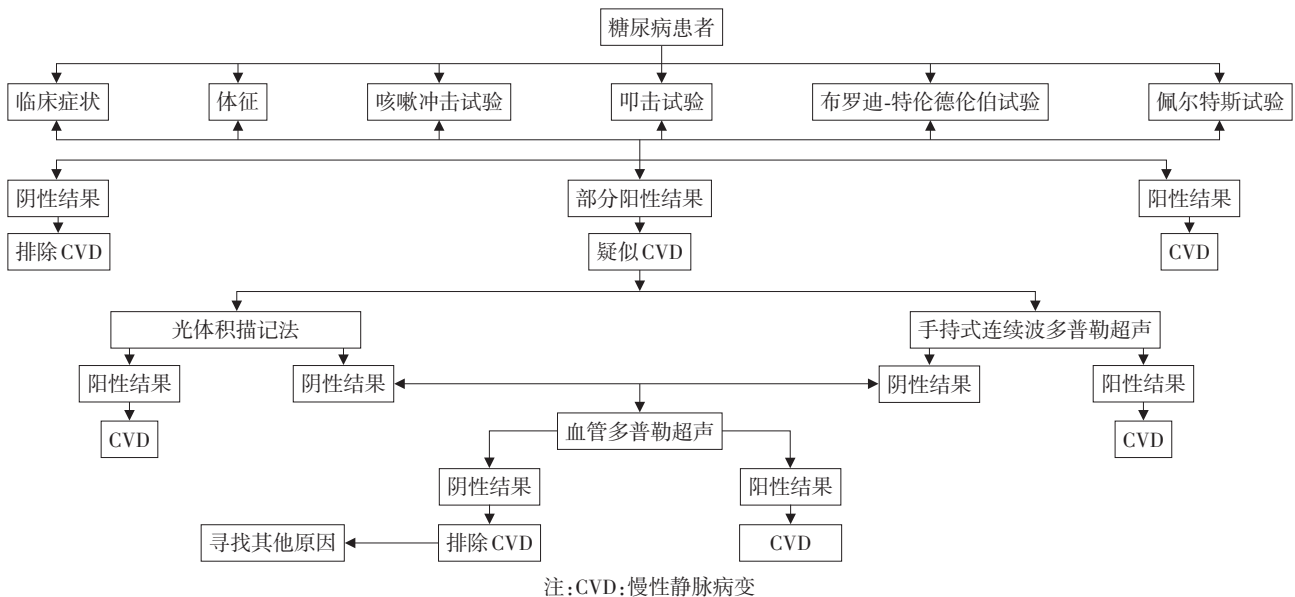 糖尿病患者
临床症状
体征
咳嗽冲击试验
叩击试验
布罗迪-特伦德伦伯试验
佩尔特斯试验
阴性结果
部分阳性结果
阳性结果
排除CVD
疑似CVD
CVD
光体积描记法
手持式连续波多普勒超声
阳性结果
阴性结果
阴性结果
阳性结果
CVD
血管多普勒超声
CVD
阴性结果
阳性结果
寻找其他原因
排除CVD
CVD
注:CVD:慢性静脉病变